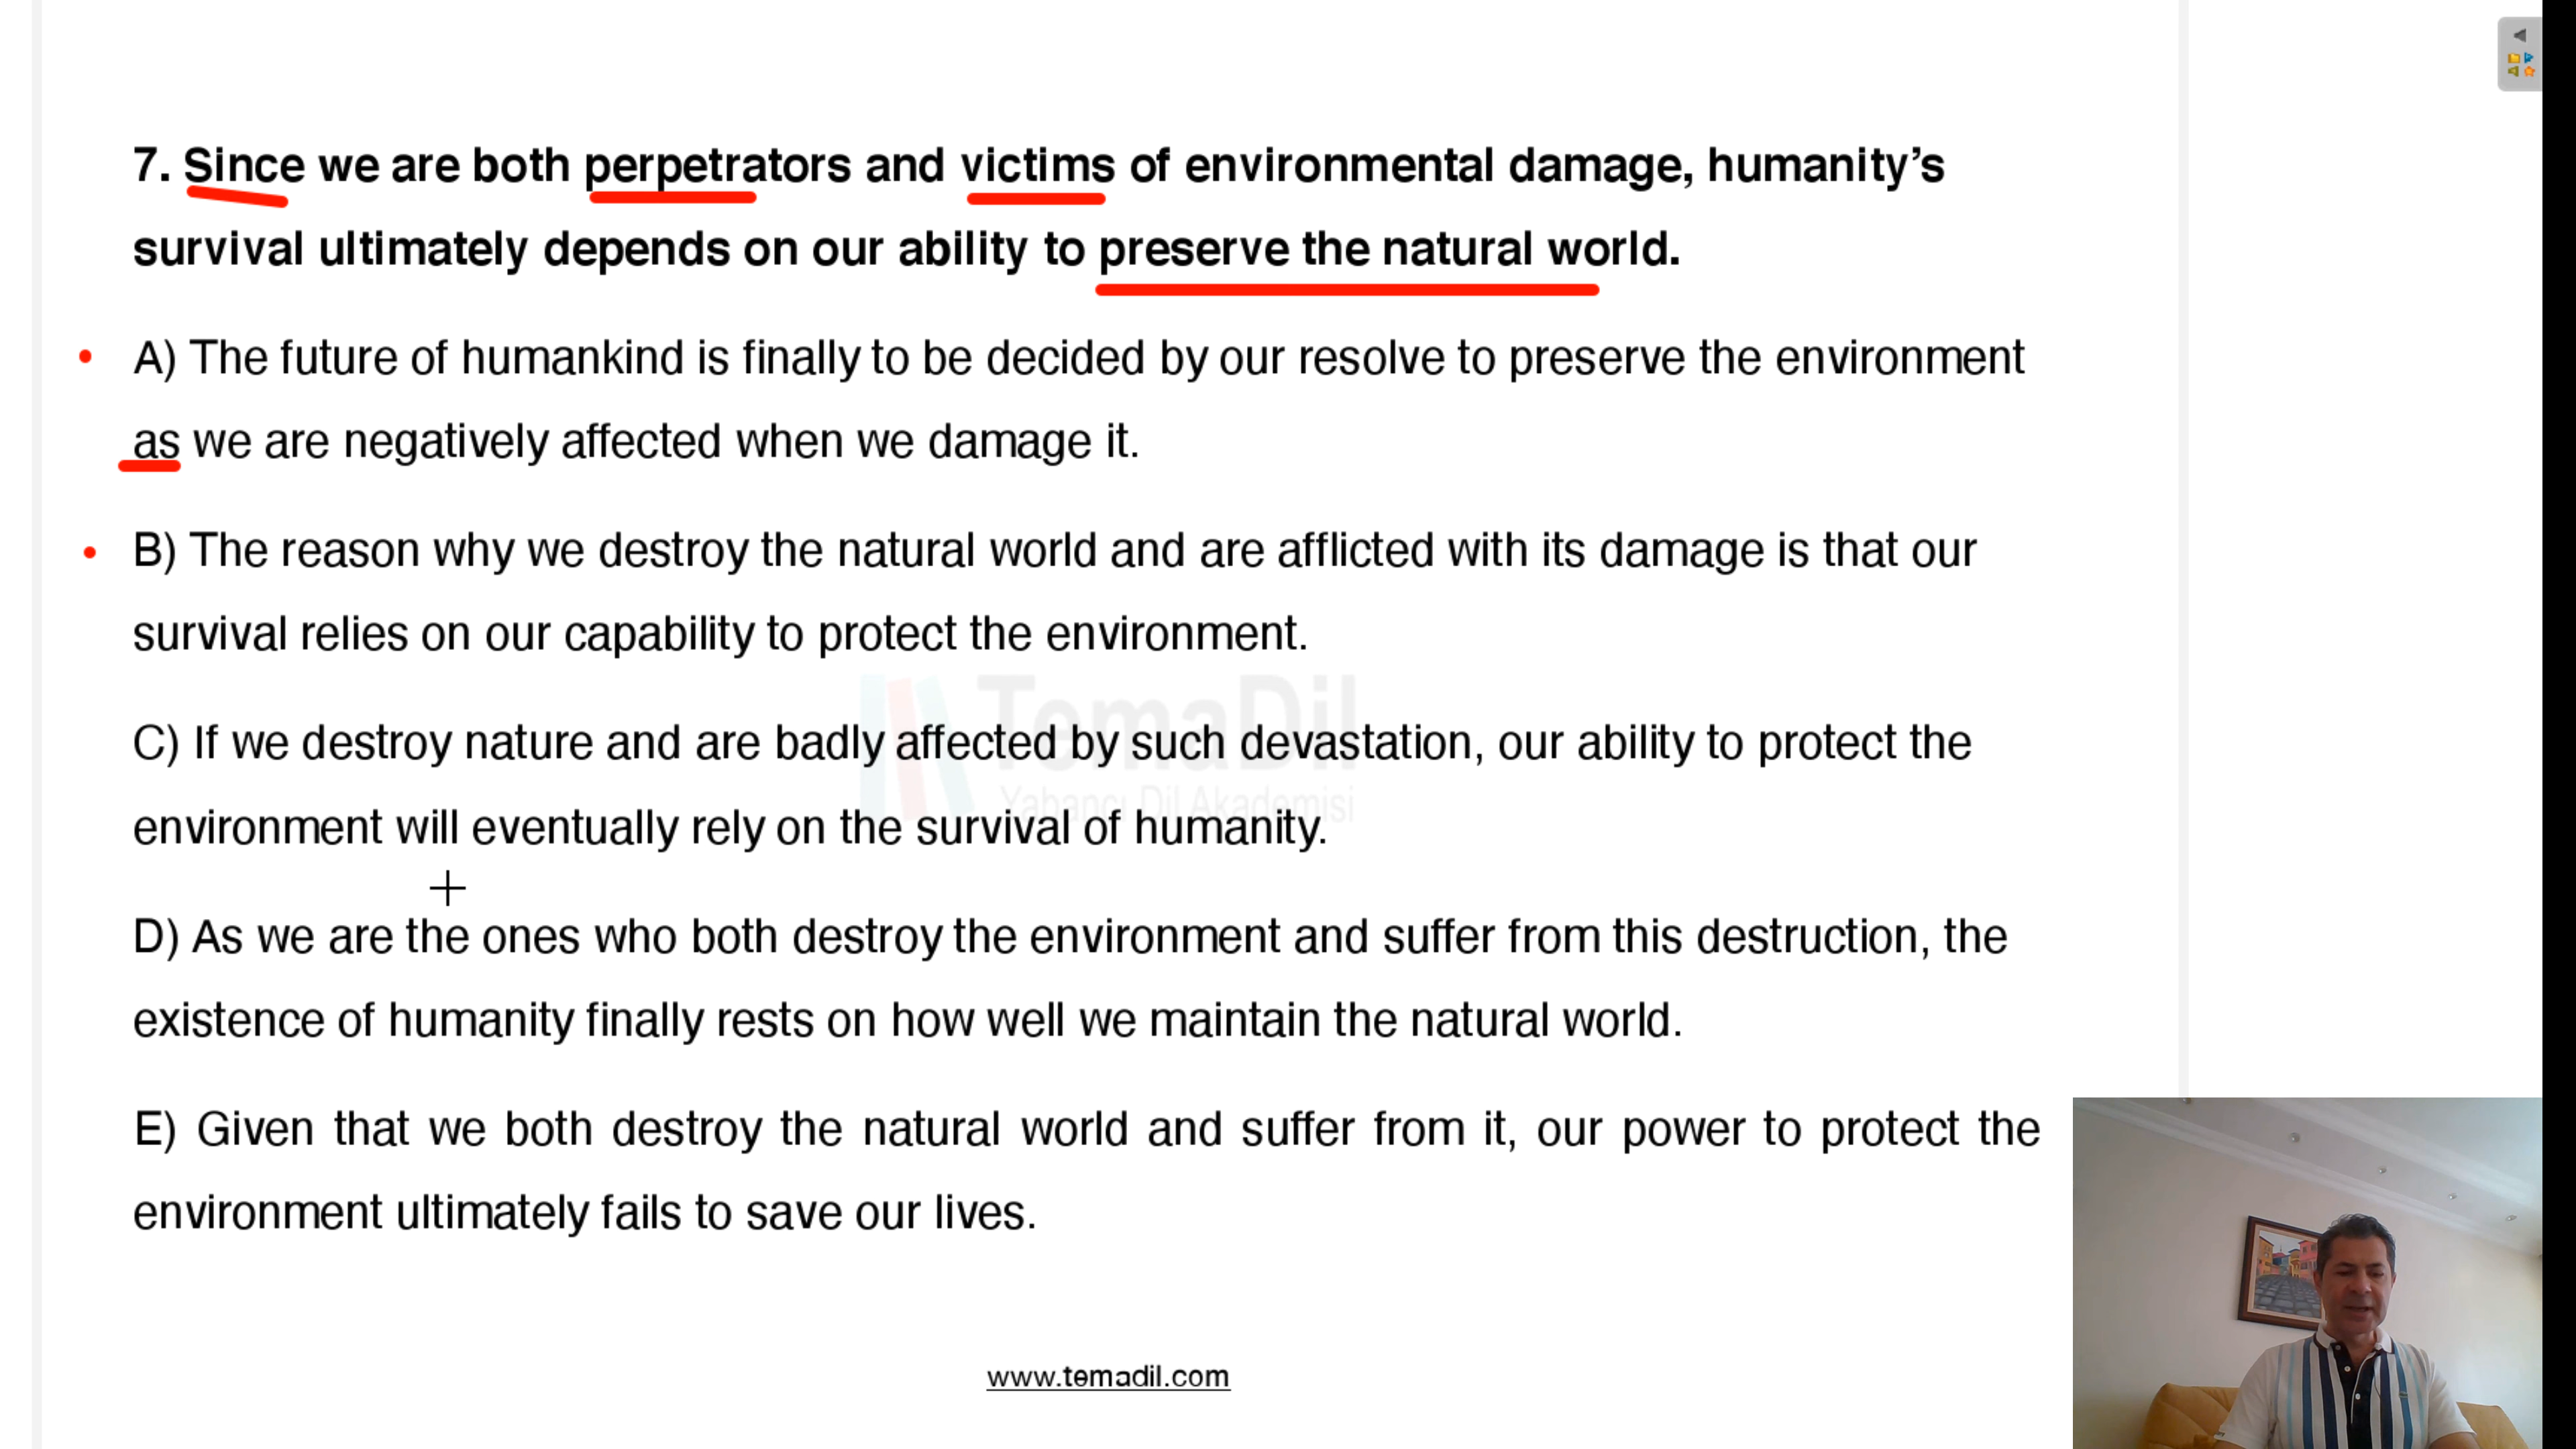 7. Since we are both perpetrators and victims of environmental damage, humanity’s
survival ultimately depends on our ability to preserve the natural world.
A) The future of humankind is finally to be decided by our resolve to preserve the environment
as we are negatively affected when we damage it.
B) The reason why we destroy the natural world and are afflicted with its damage is that our
survival relies on our capability to protect the environment.
TemaDil
C) If we destroy nature and are badly affected by such devastation, our ability to protect the
Yabancı Dil Akademisi
environment will eventually rely on the survival of humanity.
D) As we are the ones who both destroy the environment and suffer from this destruction, the
existence of humanity finally rests on how well we maintain the natural world.
E) Given that we both destroy the natural world and suffer from it, our power to protect the
environment ultimately fails to save our lives.
www.temadil.com